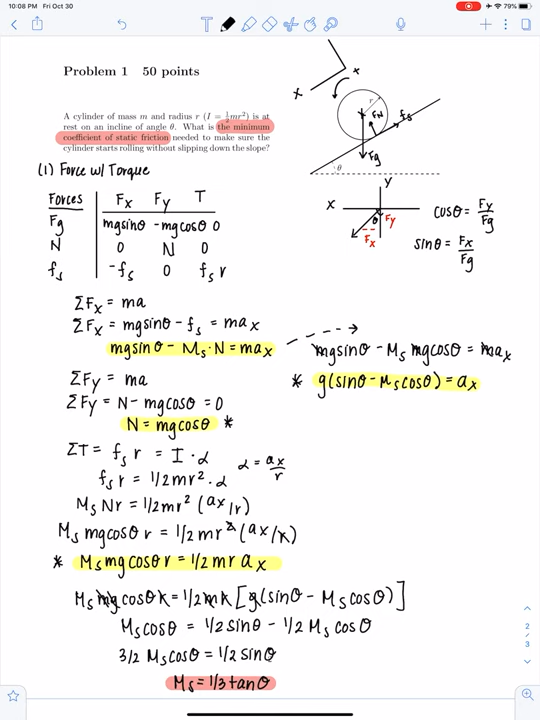 10:08 PM Fri Oct 30
79%
T
Problem 1 50 points
A cylinder of mass m and radius r (I = ½mr²) is at
rest on an incline of angle θ. What is the minimum
coefficient of static friction needed to make sure the
cylinder starts rolling without slipping down the slope?
x
+
r
FN
fs
Fg
θ
(1) Force w/ Torque
Forces Fx Fy T
Fg mgsinθ -mgcosθ 0
N 0 N 0
fs -fs 0 fs r
Y
X
θ
Fy
Fx
cosθ = Fy/Fg
sinθ = Fx/Fg
ΣFx = ma
ΣFx = mgsinθ - fs = max
mgsinθ - Ms · N = max
mgsinθ - Ms mgcosθ = max
* g(sinθ - Ms cosθ) = ax
ΣFy = ma
ΣFy = N - mgcosθ = 0
N = mgcosθ *
ΣT = fs r = I · α α = ax/r
fs r = 1/2 mr² · α
Ms Nr = 1/2 mr² (ax/r)
Ms mgcosθ r = 1/2 mr² (ax/r)
* Ms mg cosθ r = 1/2 mr ax
Ms mg cosθ r = 1/2 mr [g(sinθ - Ms cosθ)]
Ms cosθ = 1/2 sinθ - 1/2 Ms cosθ
3/2 Ms cosθ = 1/2 sinθ
Ms = 1/3 tanθ
2
/
3